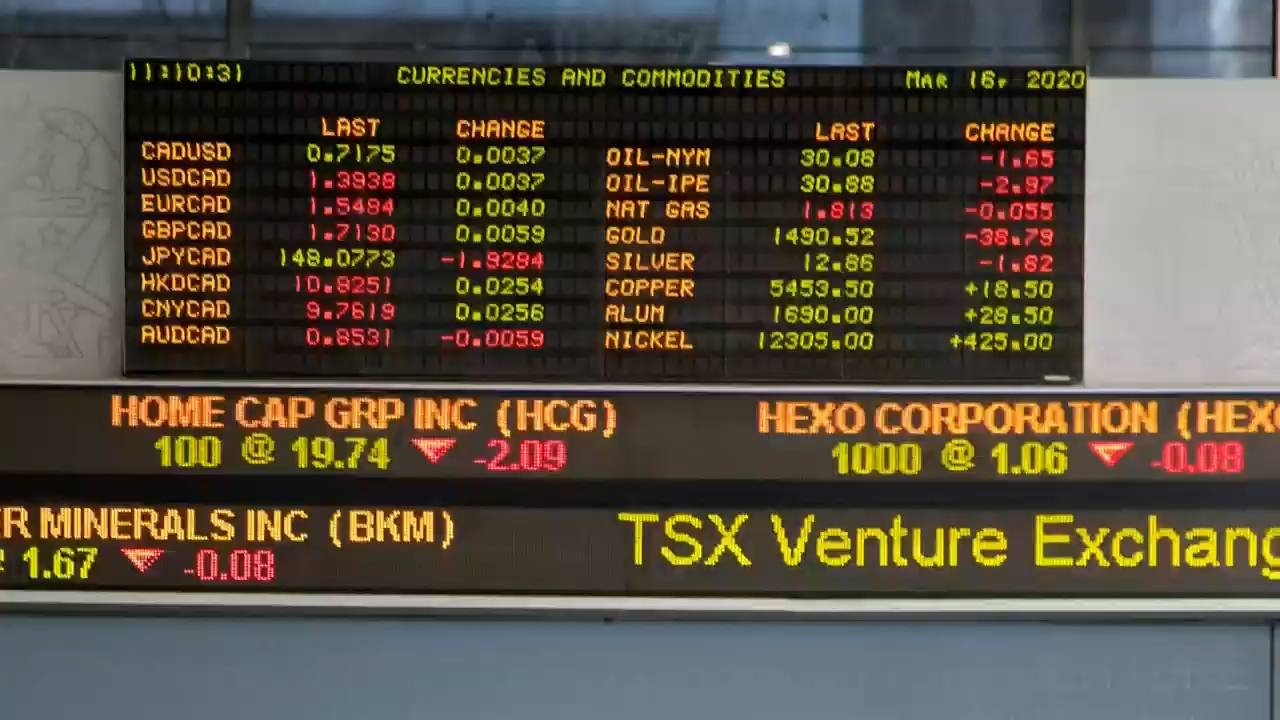 11:10:31 CURRENCIES AND COMMODITIES MAR 16, 2020
LAST CHANGE LAST CHANGE
CADUSD 0.7175 0.0037 OIL-NYM 30.08 -1.65
USDCAD 1.3938 0.0037 OIL-IPE 30.88 -2.97
EURCAD 1.5484 0.0040 NAT GAS 1.813 -0.055
GBPCAD 1.7130 0.0059 GOLD 1490.52 -38.79
JPYCAD 148.0773 -1.9284 SILVER 12.86 -1.82
HKDCAD 10.8251 0.0254 COPPER 5453.50 +18.50
CNYCAD 9.7619 0.0256 ALUM 1690.00 +28.50
AUDCAD 0.8531 -0.0059 NICKEL 12305.00 +425.00
HOME CAP GRP INC (HCG) HEXO CORPORATION (HEX
100 @ 19.74 ▼ -2.09 1000 @ 1.06 ▼ -0.08
R MINERALS INC (BKM) TSX Venture Exchang
1.67 ▼ -0.08